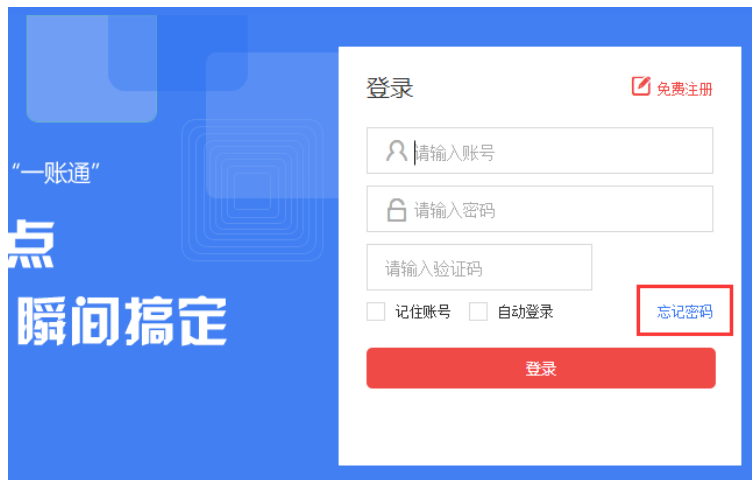 “一账通”
点
瞬间搞定
登录
免费注册
请输入账号
请输入密码
请输入验证码
记住账号 自动登录 忘记密码
登录